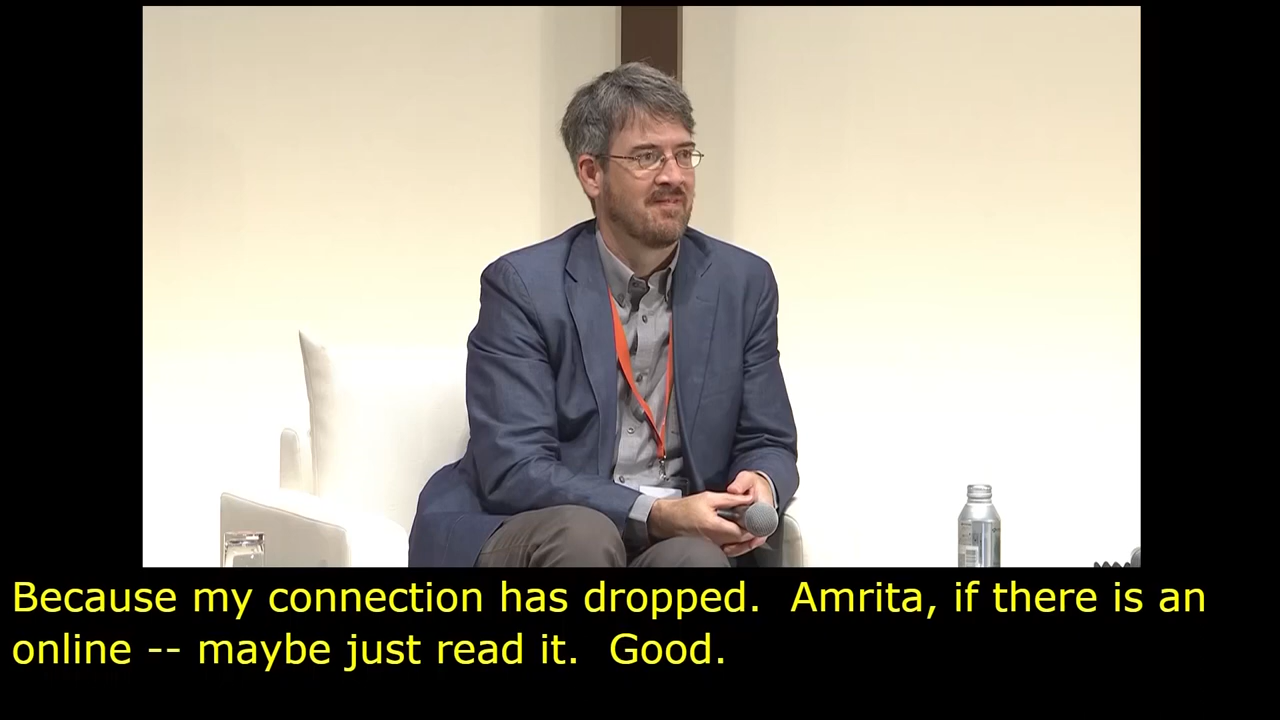 Because my connection has dropped.  Amrita, if there is an
online -- maybe just read it.  Good.